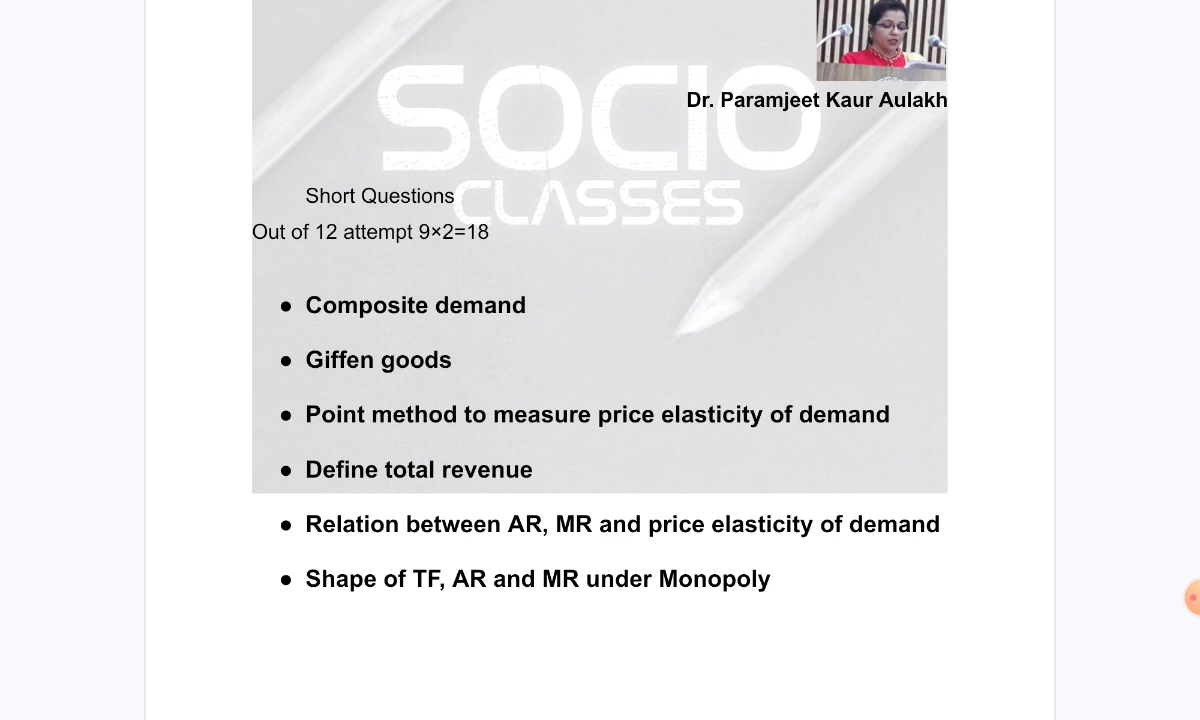 SOCIO
Dr. Paramjeet Kaur Aulakh
CLASSES
Short Questions
Out of 12 attempt 9×2=18
● Composite demand
● Giffen goods
● Point method to measure price elasticity of demand
● Define total revenue
● Relation between AR, MR and price elasticity of demand
● Shape of TF, AR and MR under Monopoly